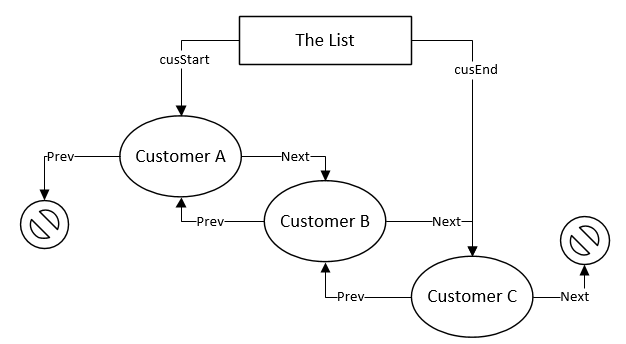 The List
cusStart
cusEnd
Prev
Customer A
Next
Prev
Customer B
Next
Prev
Customer C
Next